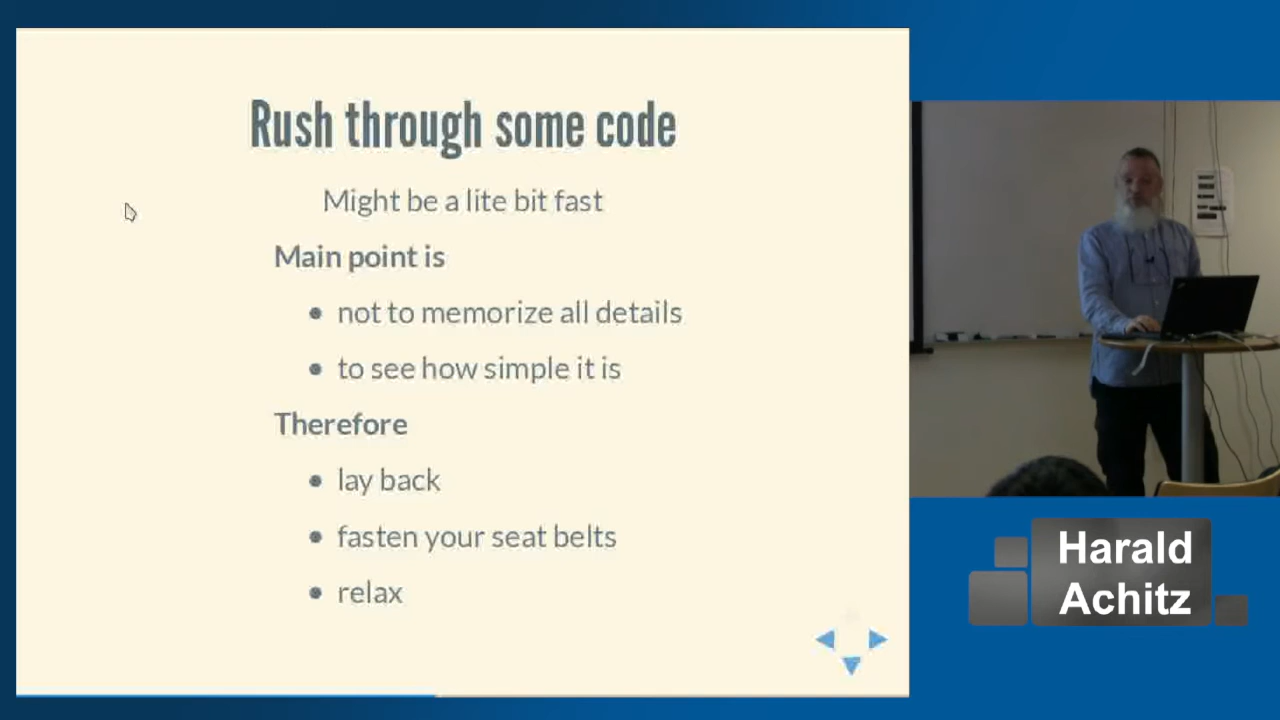 Rush through some code
Might be a lite bit fast
Main point is
not to memorize all details
to see how simple it is
Therefore
lay back
fasten your seat belts
relax
Harald
Achitz